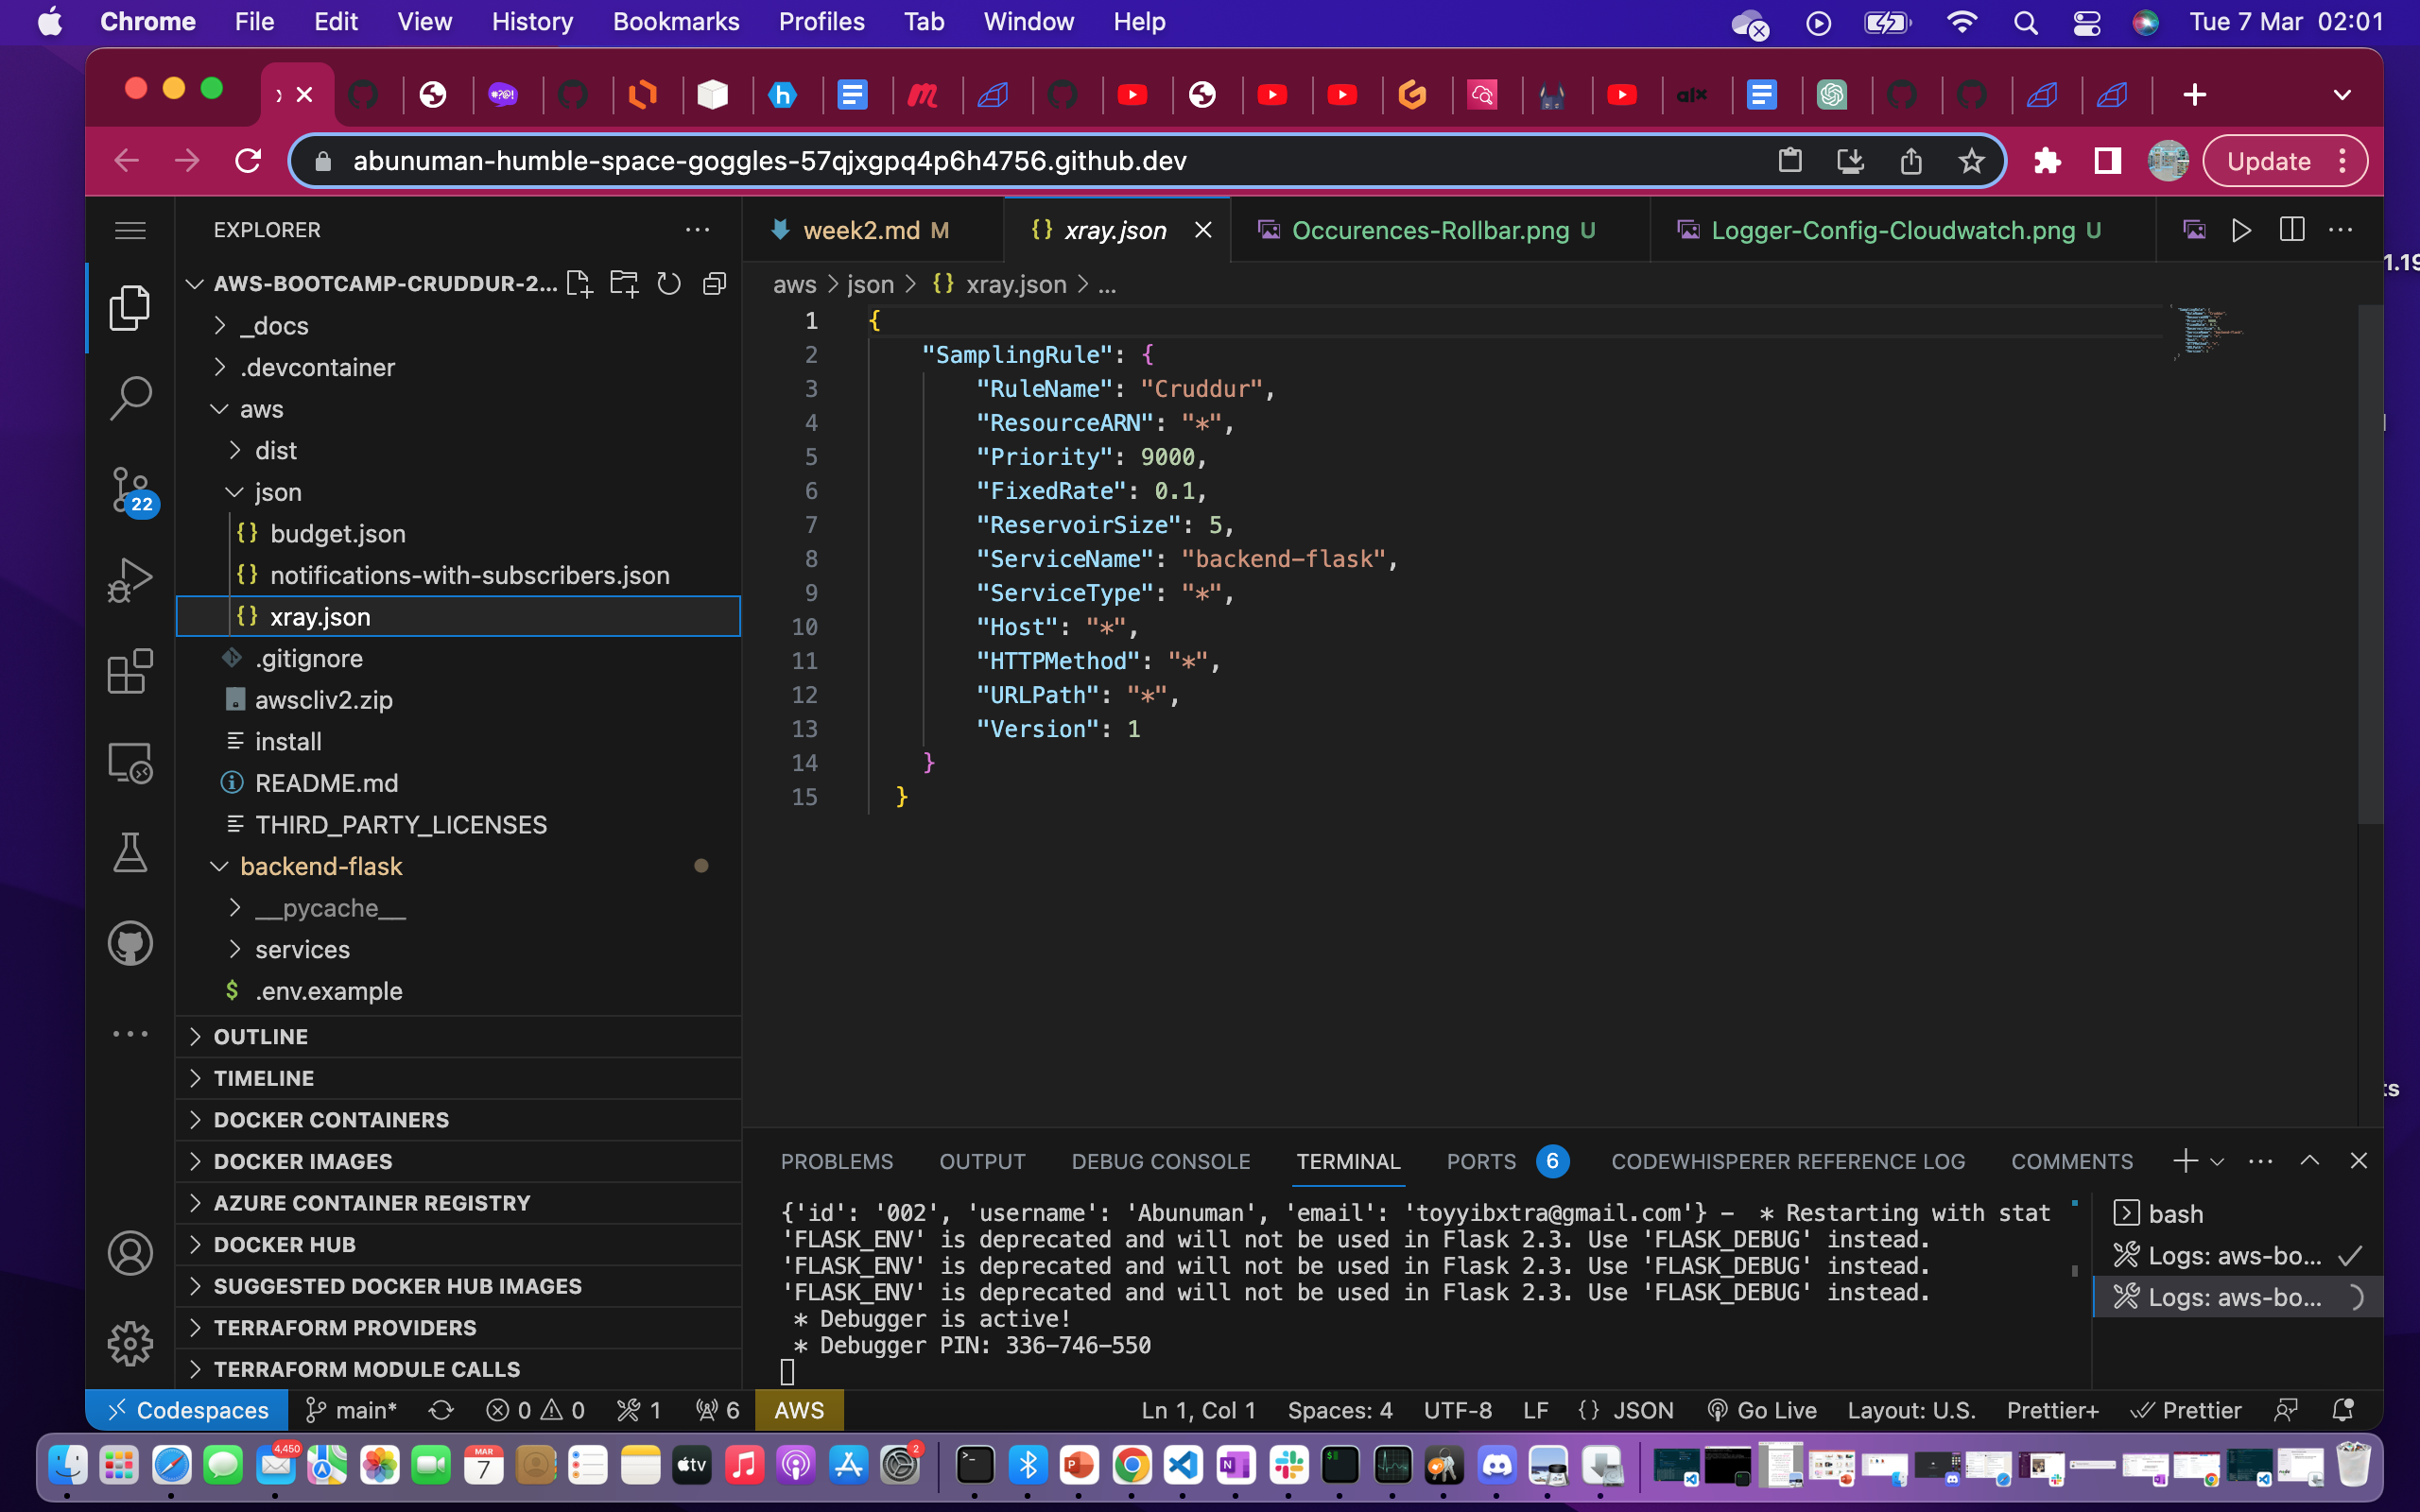 Chrome File Edit View History Bookmarks Profiles Tab Window Help Tue 7 Mar 02:01
#?@!
alx
abunuman-humble-space-goggles-57qjxgpq4p6h4756.github.dev Update
EXPLORER
AWS-BOOTCAMP-CRUDDUR-2...
_docs
.devcontainer
aws
dist
json
budget.json
notifications-with-subscribers.json
xray.json
.gitignore
awscliv2.zip
install
README.md
THIRD_PARTY_LICENSES
backend-flask
__pycache__
services
.env.example
OUTLINE
TIMELINE
DOCKER CONTAINERS
DOCKER IMAGES
AZURE CONTAINER REGISTRY
DOCKER HUB
SUGGESTED DOCKER HUB IMAGES
TERRAFORM PROVIDERS
TERRAFORM MODULE CALLS
22
week2.md M xray.json Occurences-Rollbar.png U Logger-Config-Cloudwatch.png U
aws > json > {} xray.json > ...
1 {
2 "SamplingRule": {
3 "RuleName": "Cruddur",
4 "ResourceARN": "*",
5 "Priority": 9000,
6 "FixedRate": 0.1,
7 "ReservoirSize": 5,
8 "ServiceName": "backend-flask",
9 "ServiceType": "*",
10 "Host": "*",
11 "HTTPMethod": "*",
12 "URLPath": "*",
13 "Version": 1
14 }
15 }
PROBLEMS OUTPUT DEBUG CONSOLE TERMINAL PORTS 6 CODEWHISPERER REFERENCE LOG COMMENTS
{'id': '002', 'username': 'Abunuman', 'email': 'toyyibxtra@gmail.com'} - * Restarting with stat
'FLASK_ENV' is deprecated and will not be used in Flask 2.3. Use 'FLASK_DEBUG' instead.
'FLASK_ENV' is deprecated and will not be used in Flask 2.3. Use 'FLASK_DEBUG' instead.
'FLASK_ENV' is deprecated and will not be used in Flask 2.3. Use 'FLASK_DEBUG' instead.
* Debugger is active!
* Debugger PIN: 336-746-550
bash
Logs: aws-bo...
Logs: aws-bo...
Codespaces main* 0 0 1 6 AWS Ln 1, Col 1 Spaces: 4 UTF-8 LF {} JSON Go Live Layout: U.S. Prettier+ Prettier
1.19
ts
4,450 MAR 7 tv 2